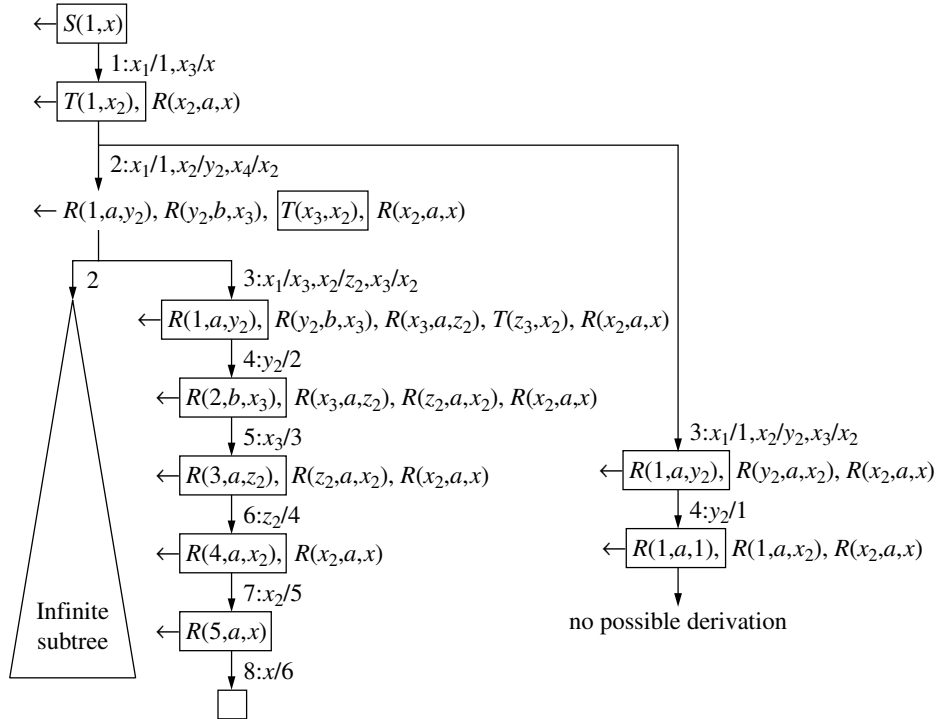 ← S(1,x)
1:x₁/1,x₃/x
← T(1,x₂), R(x₂,a,x)
2:x₁/1,x₂/y₂,x₄/x₂
← R(1,a,y₂), R(y₂,b,x₃), T(x₃,x₂), R(x₂,a,x)
2
3:x₁/x₃,x₂/z₂,x₃/x₂
← R(1,a,y₂), R(y₂,b,x₃), R(x₃,a,z₂), T(z₃,x₂), R(x₂,a,x)
4:y₂/2
← R(2,b,x₃), R(x₃,a,z₂), R(z₂,a,x₂), R(x₂,a,x)
5:x₃/3
← R(3,a,z₂), R(z₂,a,x₂), R(x₂,a,x)
6:z₂/4
← R(4,a,x₂), R(x₂,a,x)
7:x₂/5
← R(5,a,x)
8:x/6
Infinite
subtree
3:x₁/1,x₂/y₂,x₃/x₂
← R(1,a,y₂), R(y₂,a,x₂), R(x₂,a,x)
4:y₂/1
← R(1,a,1), R(1,a,x₂), R(x₂,a,x)
no possible derivation